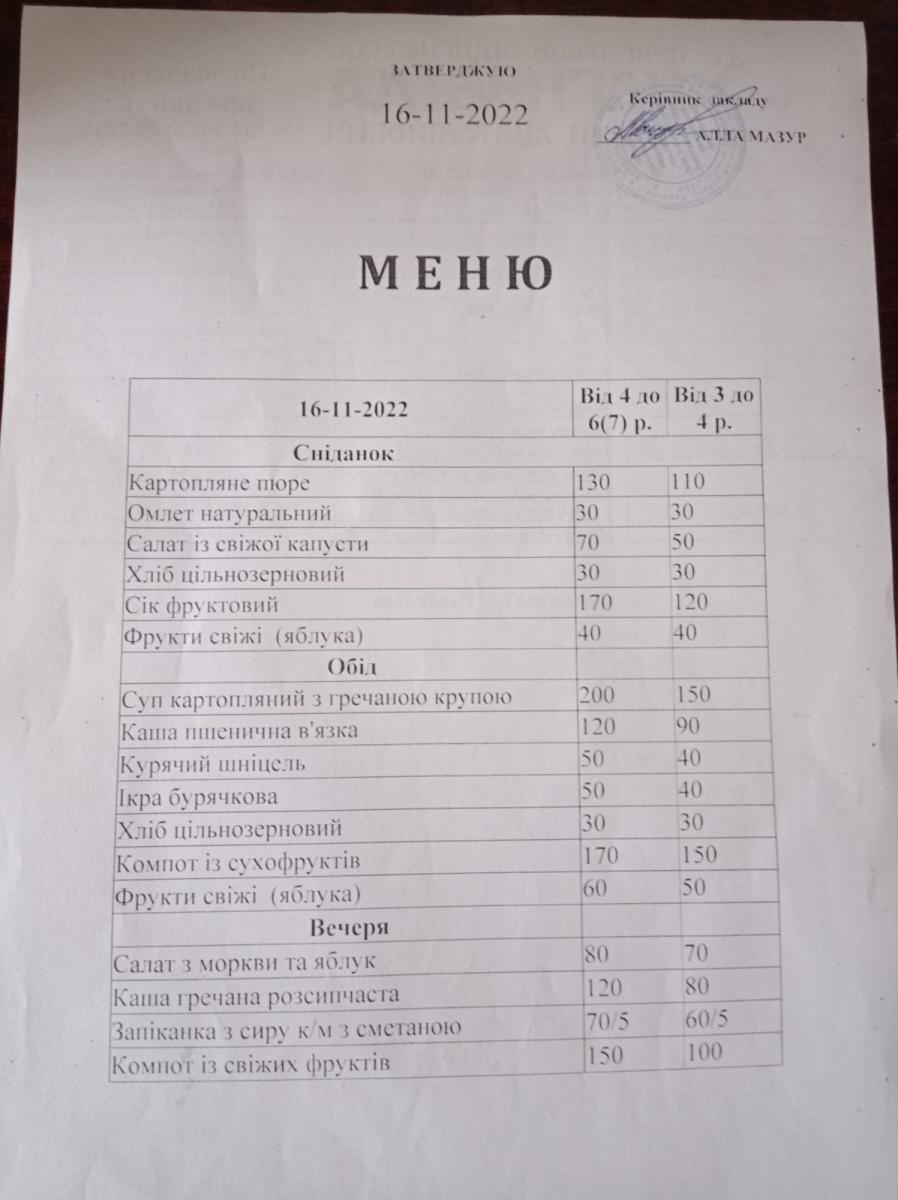 ЗАТВЕРДЖУЮ
16-11-2022
Керівник закладу
АЛЛА МАЗУР
МЕНЮ
16-11-2022 Від 4 до 6(7) р. Від 3 до 4 р.
Сніданок
Картопляне пюре 130 110
Омлет натуральний 30 30
Салат із свіжої капусти 70 50
Хліб цільнозерновий 30 30
Сік фруктовий 170 120
Фрукти свіжі (яблука) 40 40
Обід
Суп картопляний з гречаною крупою 200 150
Каша пшенична в'язка 120 90
Курячий шніцель 50 40
Ікра бурячкова 50 40
Хліб цільнозерновий 30 30
Компот із сухофруктів 170 150
Фрукти свіжі (яблука) 60 50
Вечеря
Салат з моркви та яблук 80 70
Каша гречана розсипчаста 120 80
Запіканка з сиру к/м з сметаною 70/5 60/5
Компот із свіжих фруктів 150 100